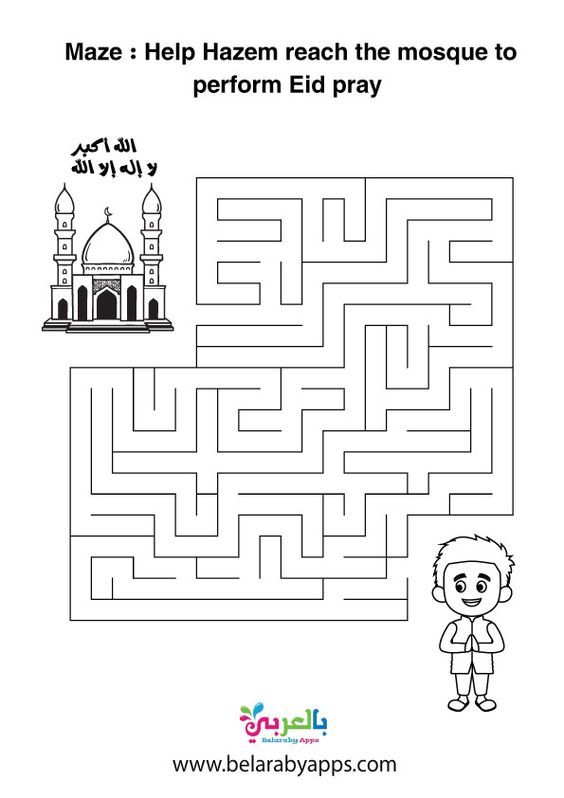 Maze : Help Hazem reach the mosque to
perform Eid pray
الله أكبر
لا إله إلا الله
بالعربي
Belaraby Apps
www.belarabyapps.com